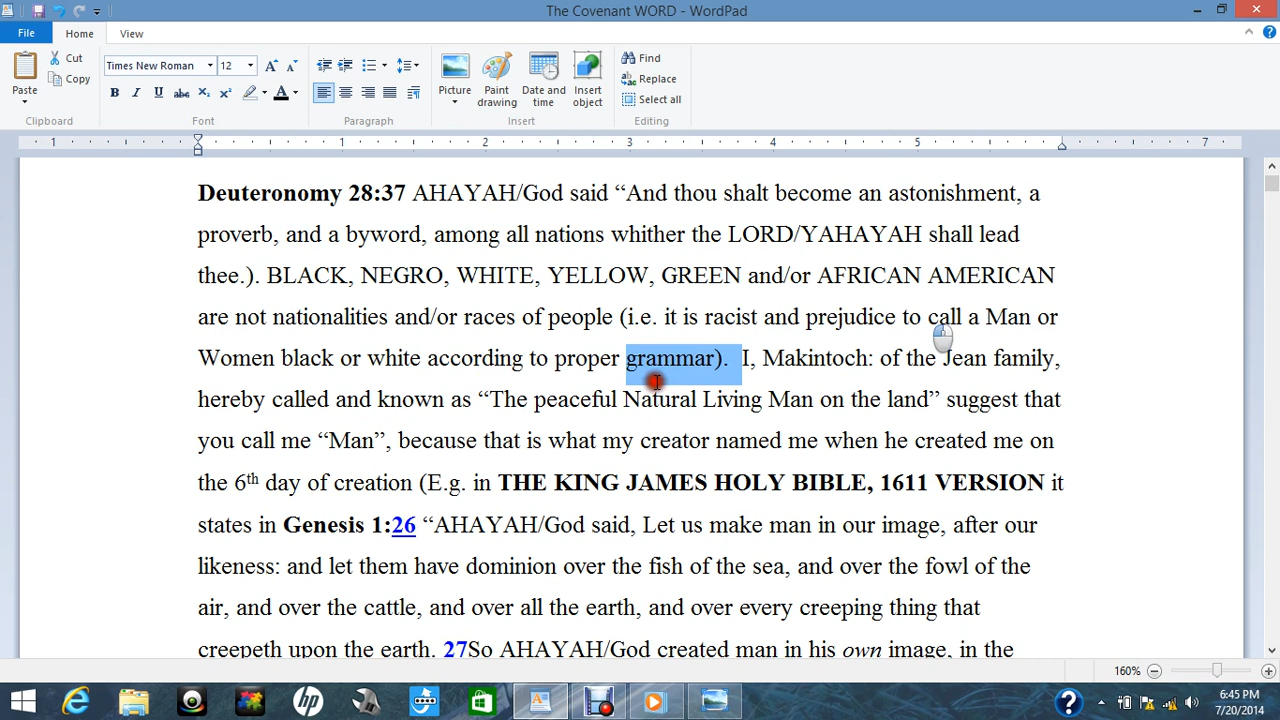 The Covenant WORD - WordPad
File Home View
Paste Cut Copy Clipboard
Times New Roman 12 Font
Paragraph
Picture Paint drawing Date and time Insert object Insert
Find Replace Select all Editing
1 1 2 3 4 5 7
Deuteronomy 28:37 AHAYAH/God said “And thou shalt become an astonishment, a
proverb, and a byword, among all nations whither the LORD/YAHAYAH shall lead
thee.). BLACK, NEGRO, WHITE, YELLOW, GREEN and/or AFRICAN AMERICAN
are not nationalities and/or races of people (i.e. it is racist and prejudice to call a Man or
Women black or white according to proper grammar). I, Makintoch: of the Jean family,
hereby called and known as “The peaceful Natural Living Man on the land” suggest that
you call me “Man”, because that is what my creator named me when he created me on
the 6th day of creation (E.g. in THE KING JAMES HOLY BIBLE, 1611 VERSION it
states in Genesis 1:26 “AHAYAH/God said, Let us make man in our image, after our
likeness: and let them have dominion over the fish of the sea, and over the fowl of the
air, and over the cattle, and over all the earth, and over every creeping thing that
creepeth upon the earth. 27So AHAYAH/God created man in his own image, in the
160%
6:45 PM
7/20/2014